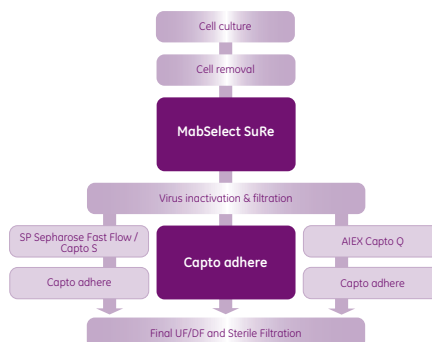 Cell culture
Cell removal
MabSelect SuRe
Virus inactivation & filtration
SP Sepharose Fast Flow /
Capto S
Capto adhere
Capto adhere
AIEX Capto Q
Capto adhere
Final UF/DF and Sterile Filtration